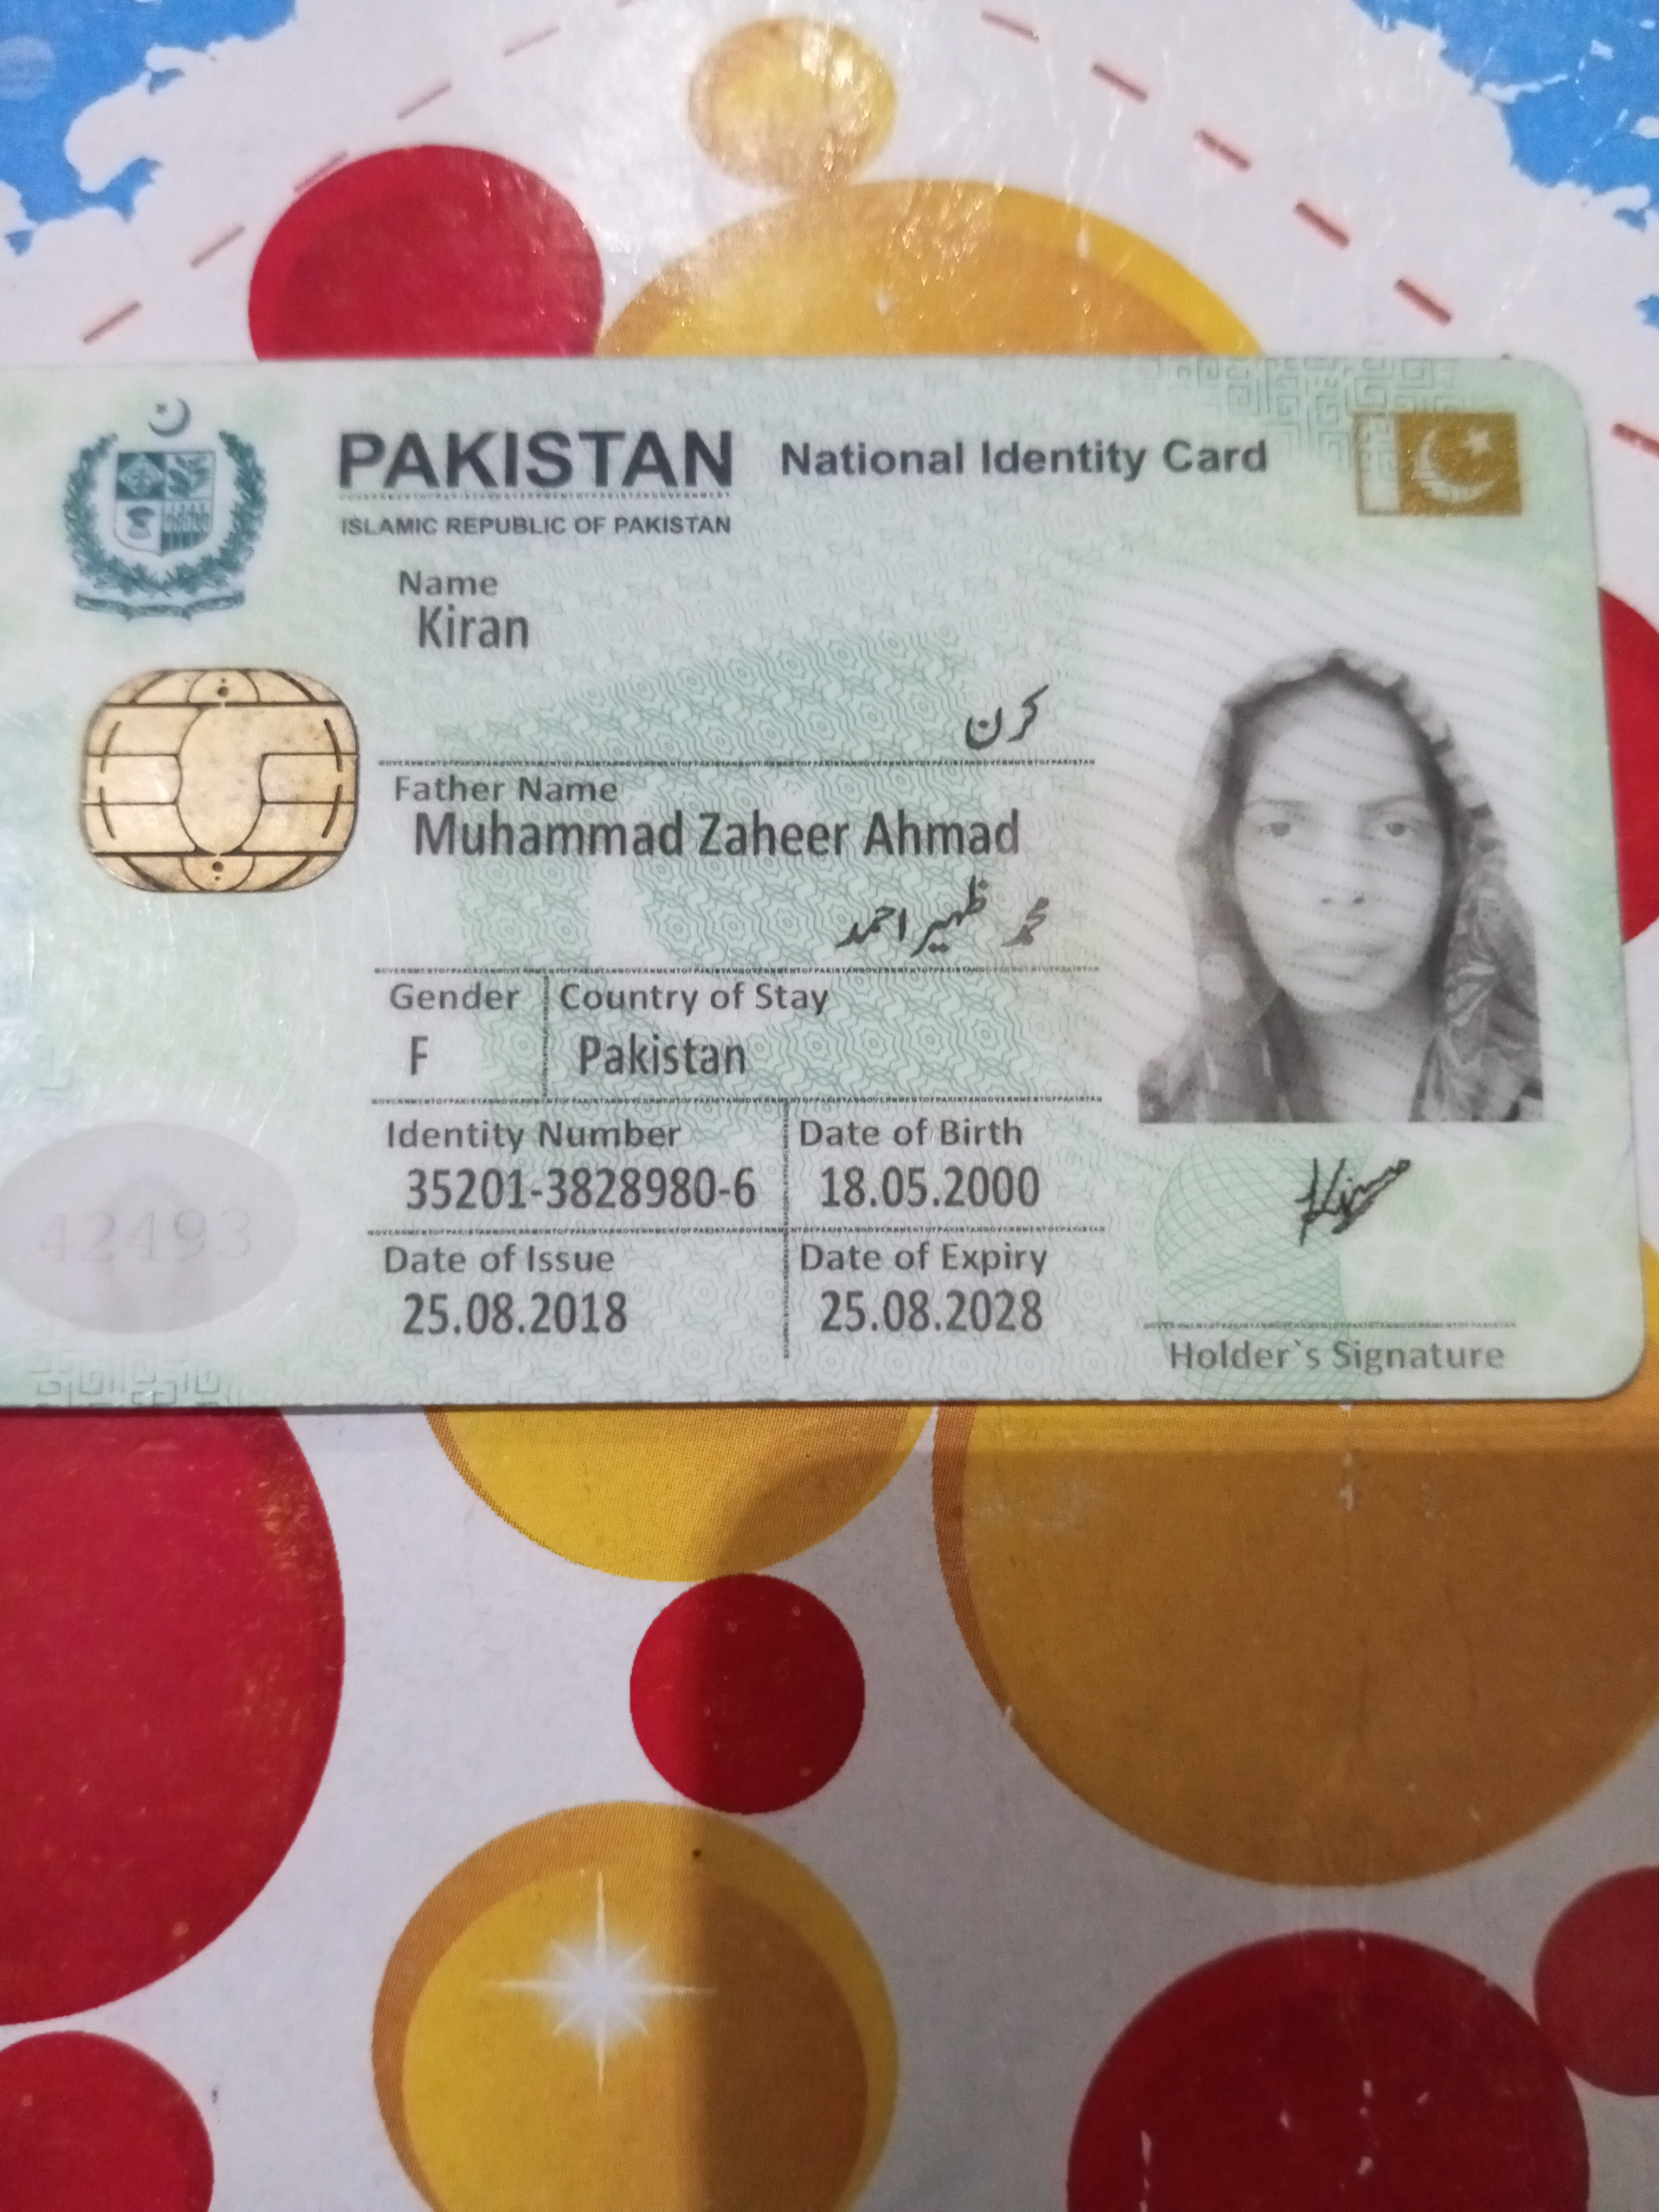 PAKISTAN National Identity Card
ISLAMIC REPUBLIC OF PAKISTAN
Name
Kiran
کرن
Father Name
Muhammad Zaheer Ahmad
محمد ظہیر احمد
Gender Country of Stay
F Pakistan
Identity Number Date of Birth
35201-3828980-6 18.05.2000
42493
Date of Issue Date of Expiry
25.08.2018 25.08.2028
Holder`s Signature